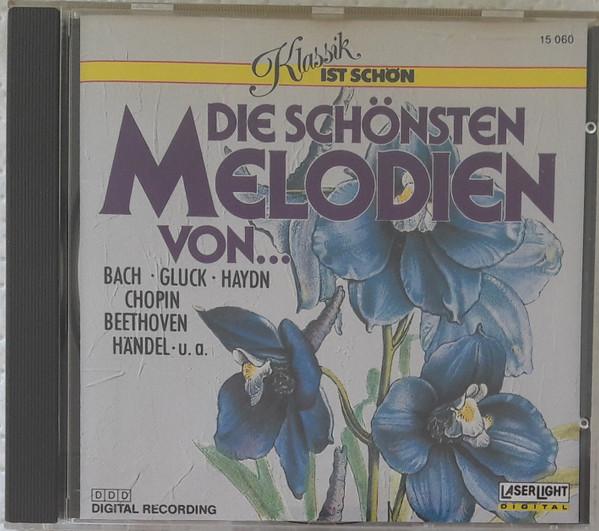 15 060
Klassik
IST SCHÖN
DIE SCHÖNSTEN
MELODIEN
VON...
BACH · GLUCK · HAYDN
CHOPIN
BEETHOVEN
HÄNDEL · u. a.
DDD
DIGITAL RECORDING
LASERLIGHT
DIGITAL